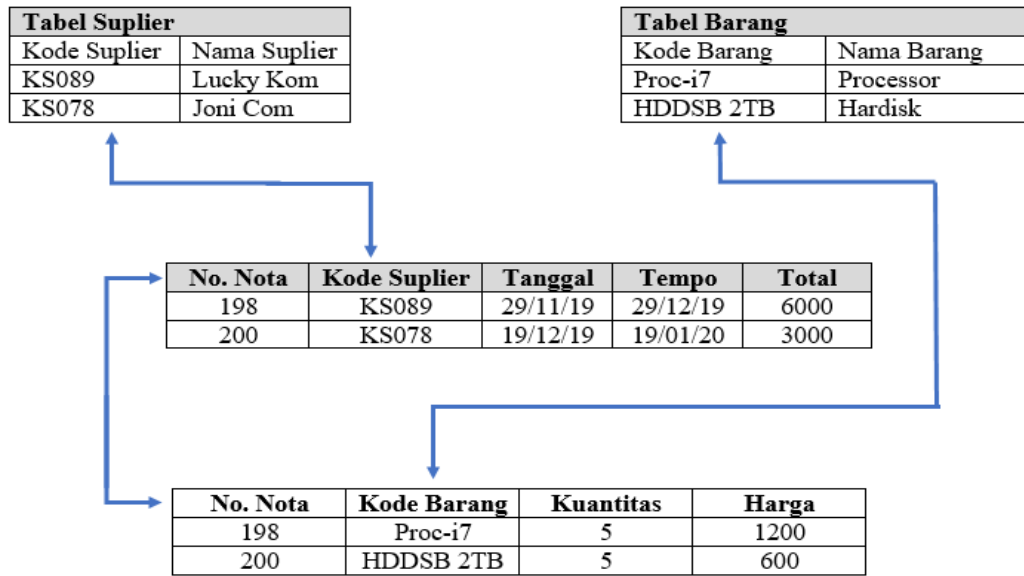 Tabel Suplier
Kode Suplier Nama Suplier
KS089 Lucky Kom
KS078 Joni Com
Tabel Barang
Kode Barang Nama Barang
Proc-i7 Processor
HDDSB 2TB Hardisk
No. Nota Kode Suplier Tanggal Tempo Total
198 KS089 29/11/19 29/12/19 6000
200 KS078 19/12/19 19/01/20 3000
No. Nota Kode Barang Kuantitas Harga
198 Proc-i7 5 1200
200 HDDSB 2TB 5 600